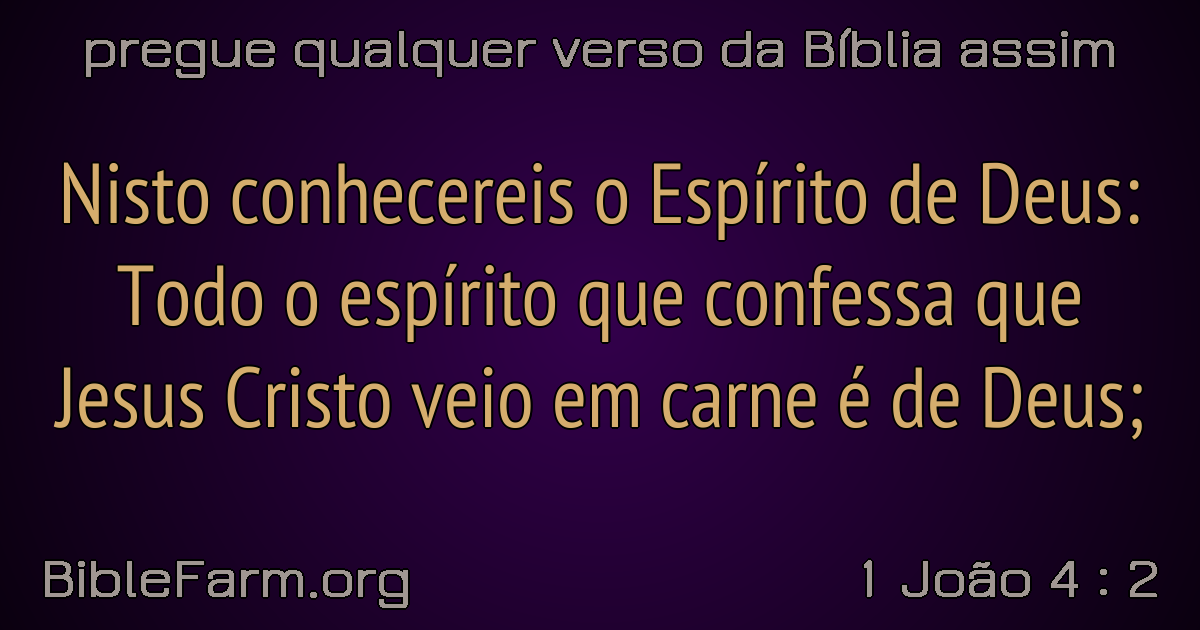 pregue qualquer verso da Bíblia assim
Nisto conhecereis o Espírito de Deus:
Todo o espírito que confessa que
Jesus Cristo veio em carne é de Deus;
BibleFarm.org
1 João 4 : 2